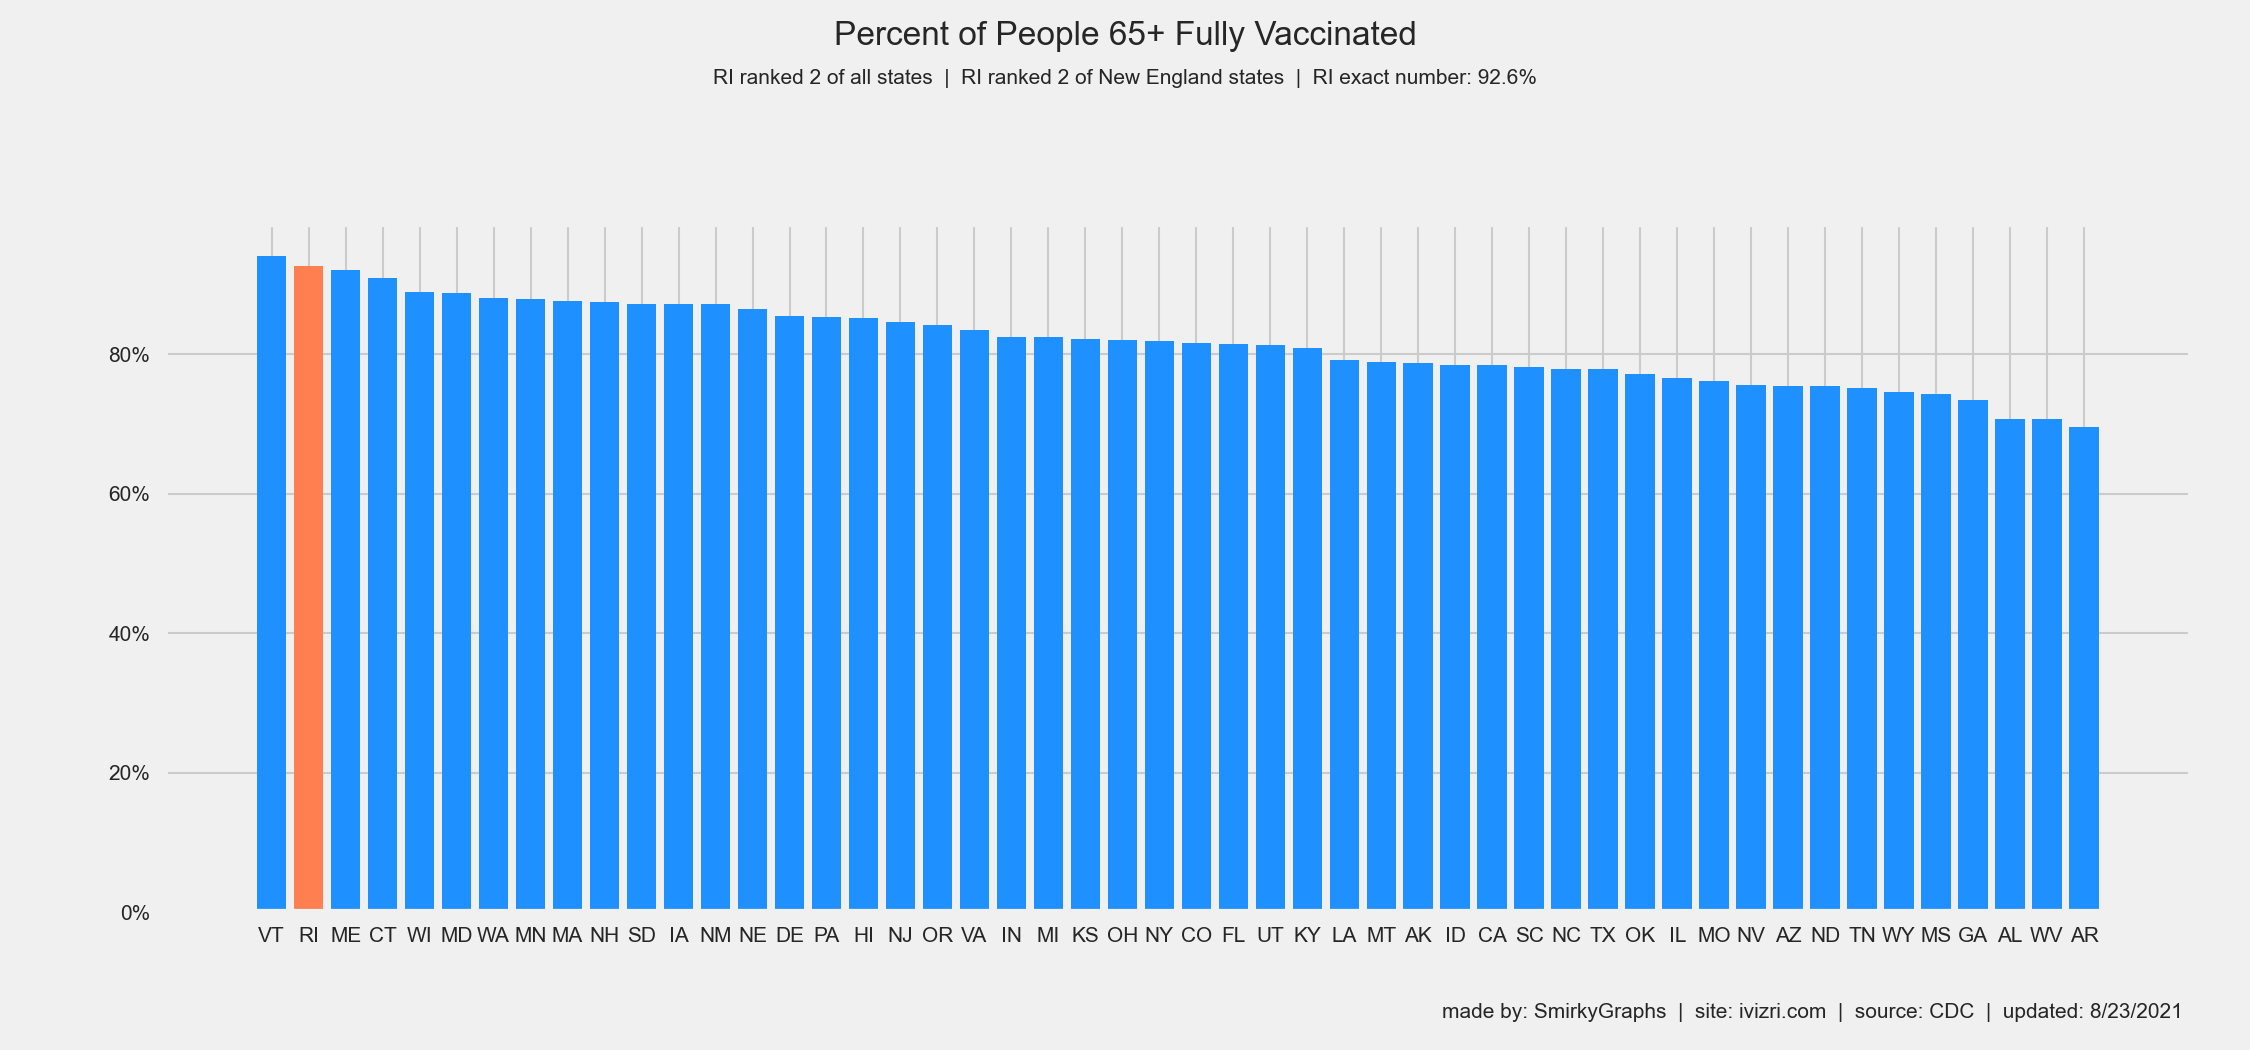 Percent of People 65+ Fully Vaccinated
RI ranked 2 of all states | RI ranked 2 of New England states | RI exact number: 92.6%
80%
60%
40%
20%
0%
VT RI ME CT WI MD WA MN MA NH SD IA NM NE DE PA HI NJ OR VA IN MI KS OH NY CO FL UT KY LA MT AK ID CA SC NC TX OK IL MO NV AZ ND TN WY MS GA AL WV AR
made by: SmirkyGraphs | site: ivizri.com | source: CDC | updated: 8/23/2021